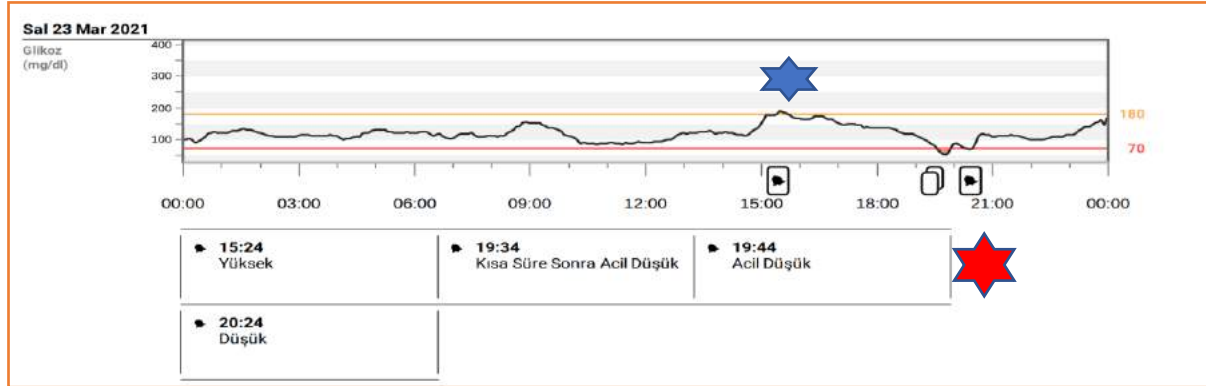 Sal 23 Mar 2021
Glikoz
(mg/dl)
400
300
200
100
180
70
00:00 03:00 06:00 09:00 12:00 15:00 18:00 21:00 00:00
15:24
Yüksek
19:34
Kısa Süre Sonra Acil Düşük
19:44
Acil Düşük
20:24
Düşük